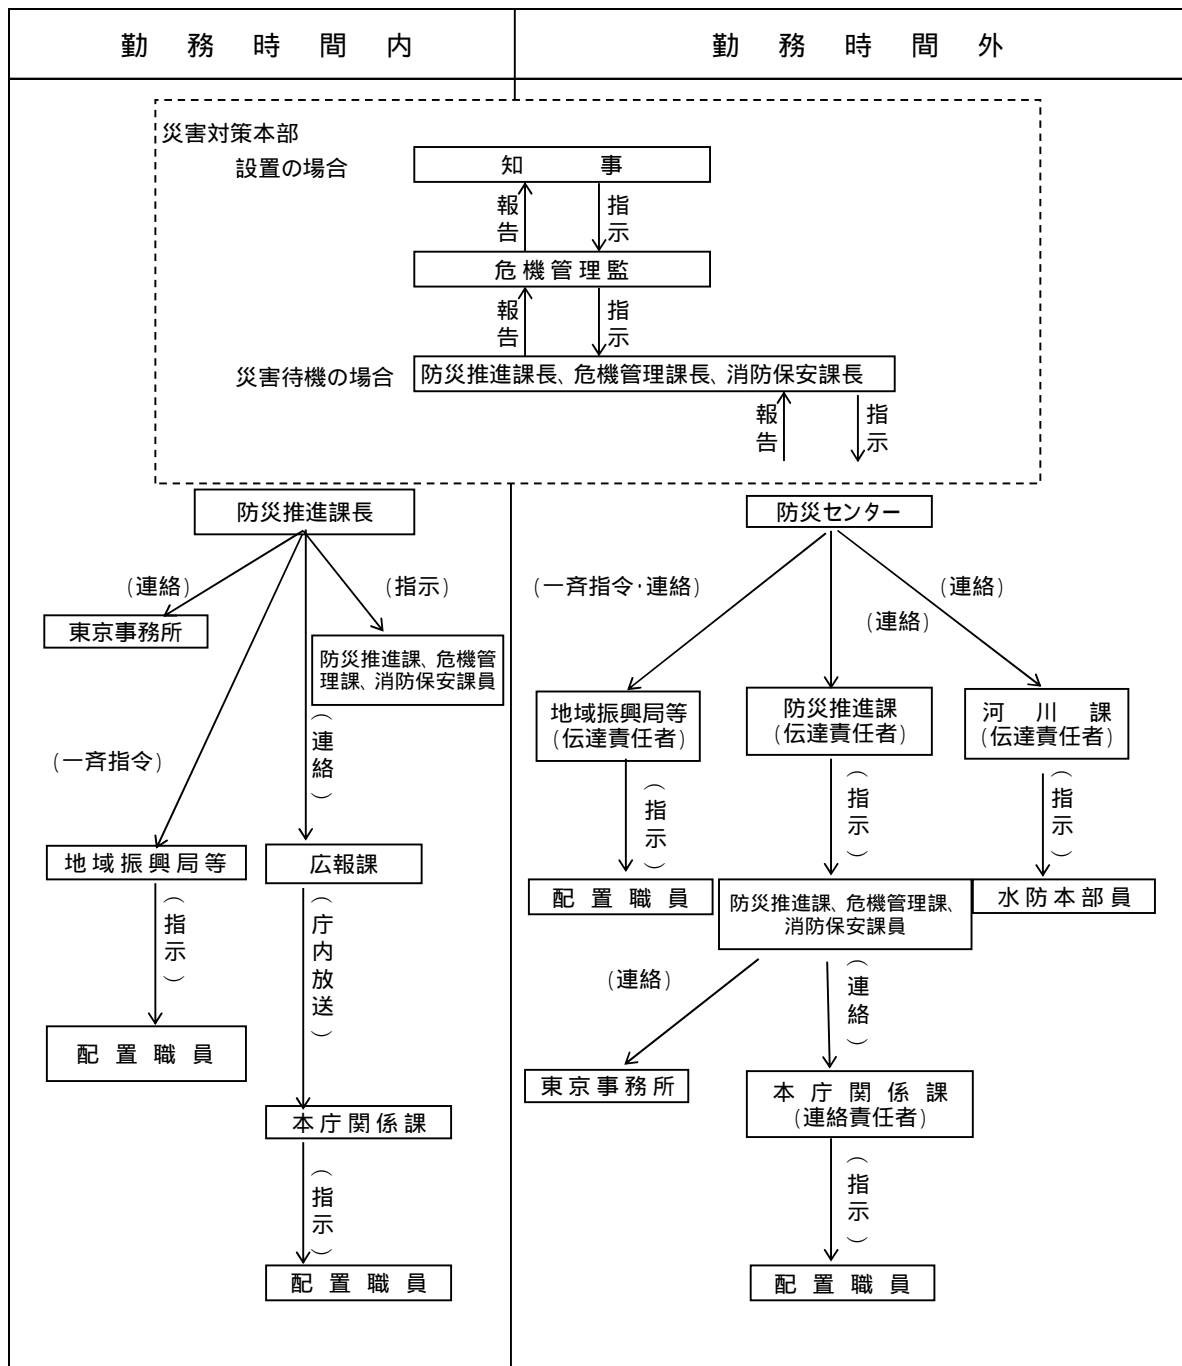 勤務時間内
勤務時間外
災害対策本部
設置の場合
知事
報告
指示
危機管理監
報告
指示
災害待機の場合
防災推進課長、危機管理課長、消防保安課長
報告
指示
防災推進課長
(連絡)
(指示)
東京事務所
防災推進課、危機管
理課、消防保安課員
(連絡)
(一斉指令)
地域振興局等
広報課
(指示)
(庁内放送)
配置職員
本庁関係課
(指示)
配置職員
防災センター
(一斉指令・連絡)
(連絡)
(連絡)
地域振興局等
(伝達責任者)
防災推進課
(伝達責任者)
河川課
(伝達責任者)
(指示)
(指示)
(指示)
配置職員
防災推進課、危機管理課、
消防保安課員
水防本部員
(連絡)
(連絡)
東京事務所
本庁関係課
(連絡責任者)
(指示)
配置職員